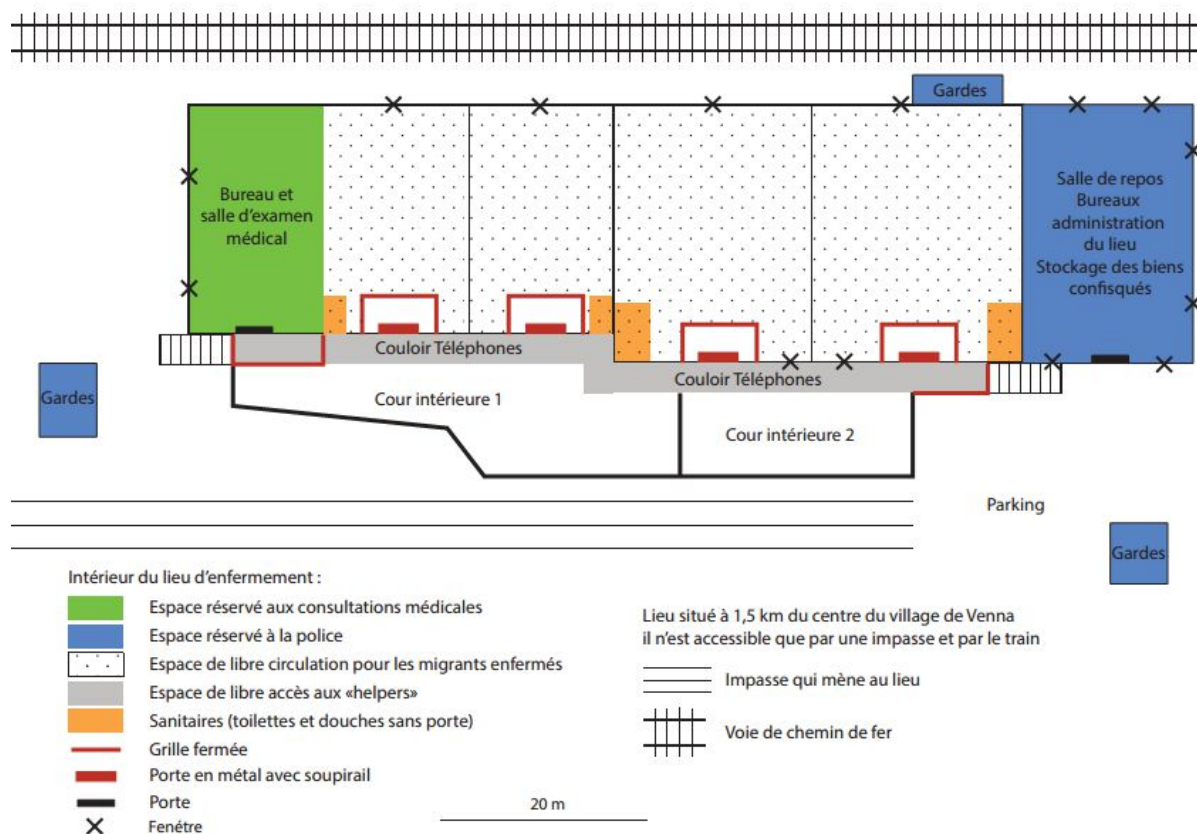 Gardes
Bureau et
salle d'examen
médical
Salle de repos
Bureaux
administration
du lieu
Stockage des biens
confisqués
Couloir Téléphones
Couloir Téléphones
Gardes
Cour intérieure 1
Cour intérieure 2
Parking
Gardes
Intérieur du lieu d'enfermement :
Espace réservé aux consultations médicales
Espace réservé à la police
Espace de libre circulation pour les migrants enfermés
Espace de libre accès aux «helpers»
Sanitaires (toilettes et douches sans porte)
Grille fermée
Porte en métal avec soupirail
Porte
Fenétre
20 m
Lieu situé à 1,5 km du centre du village de Venna
il n'est accessible que par une impasse et par le train
Impasse qui mène au lieu
Voie de chemin de fer